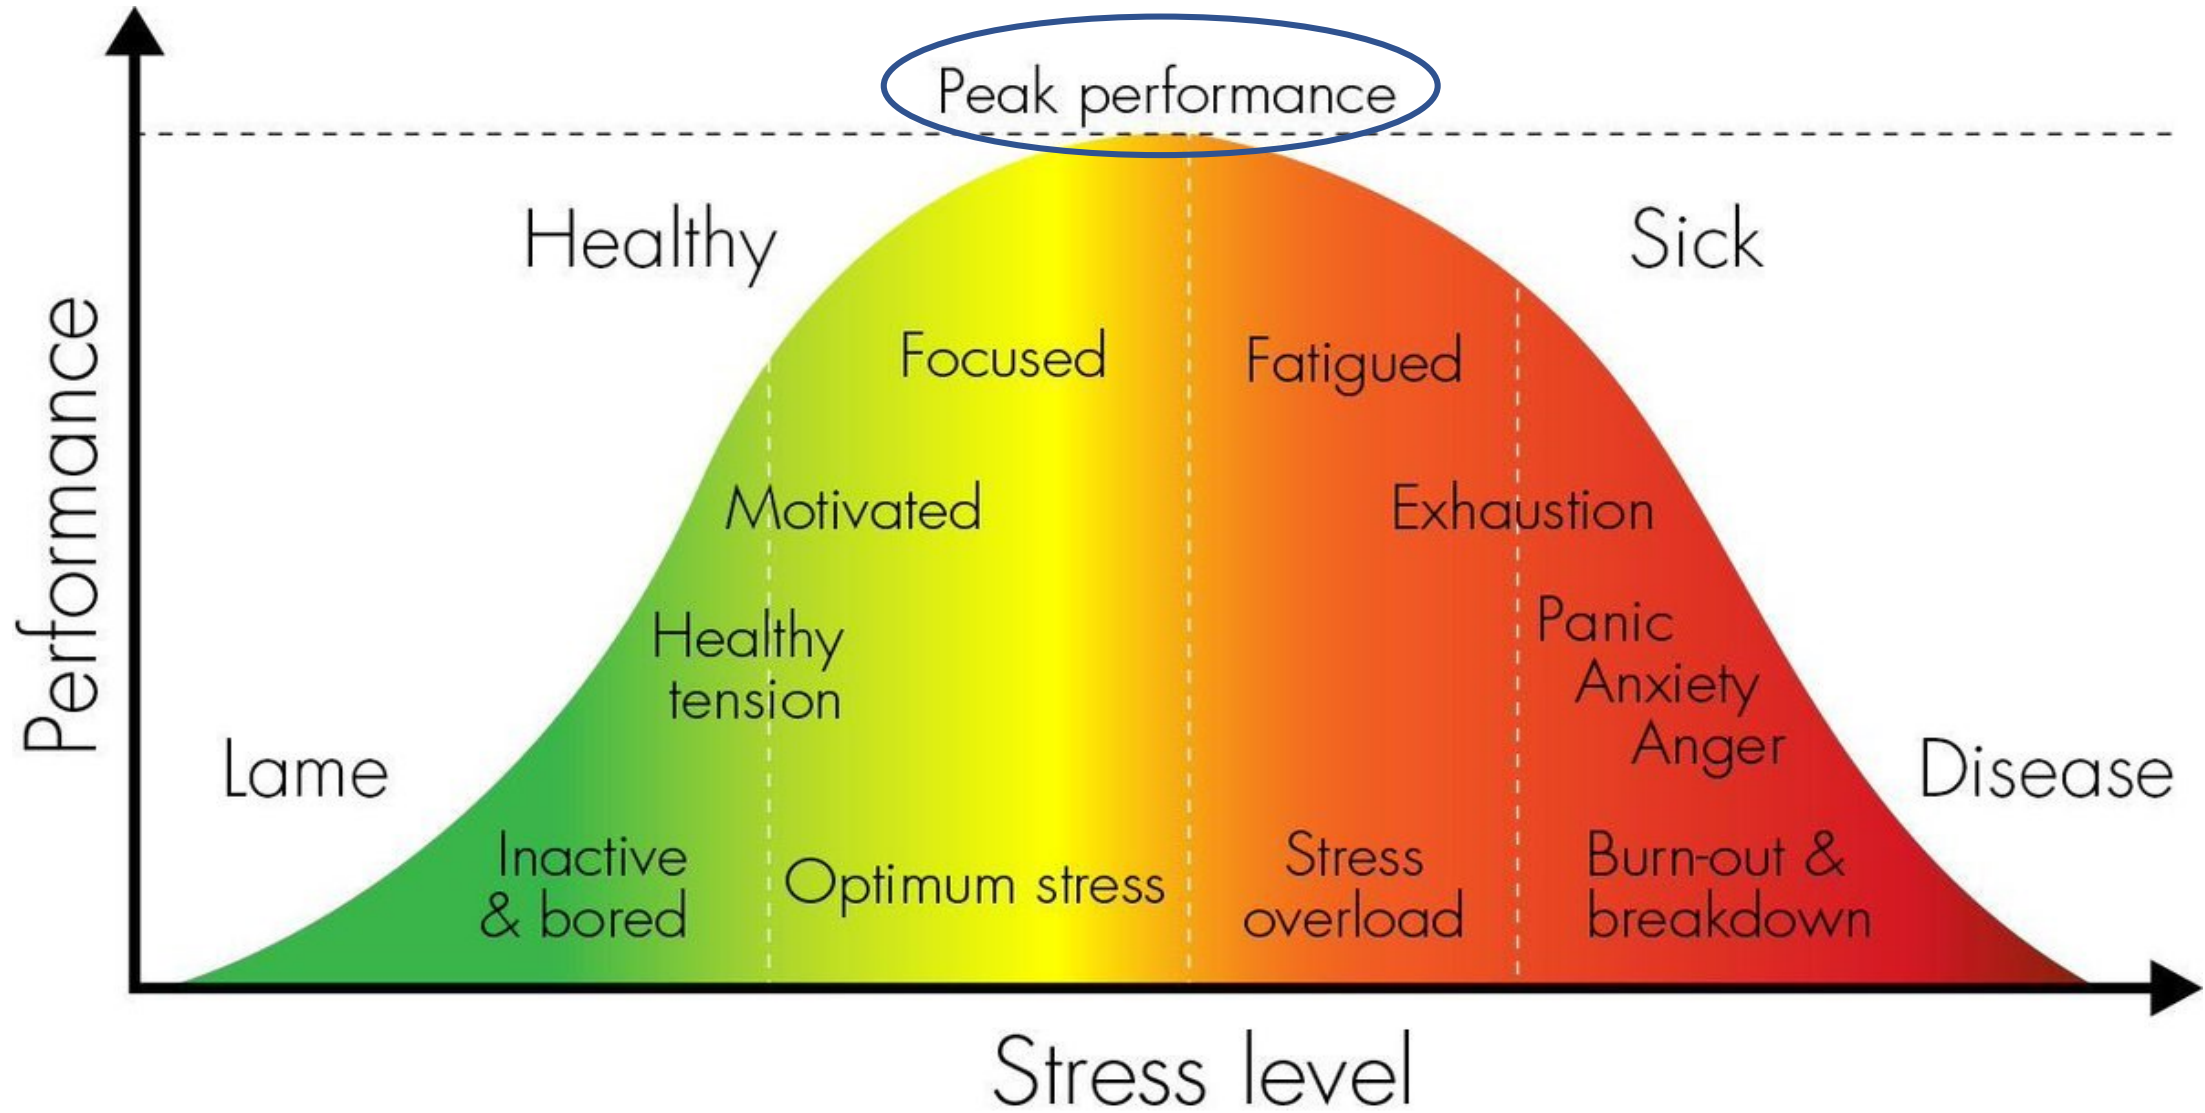 Peak performance
Healthy
Sick
Performance
Focused
Fatigued
Motivated
Exhaustion
Healthy
tension
Panic
Anxiety
Anger
Lame
Disease
Inactive
& bored
Optimum stress
Stress
overload
Burn-out &
breakdown
Stress level